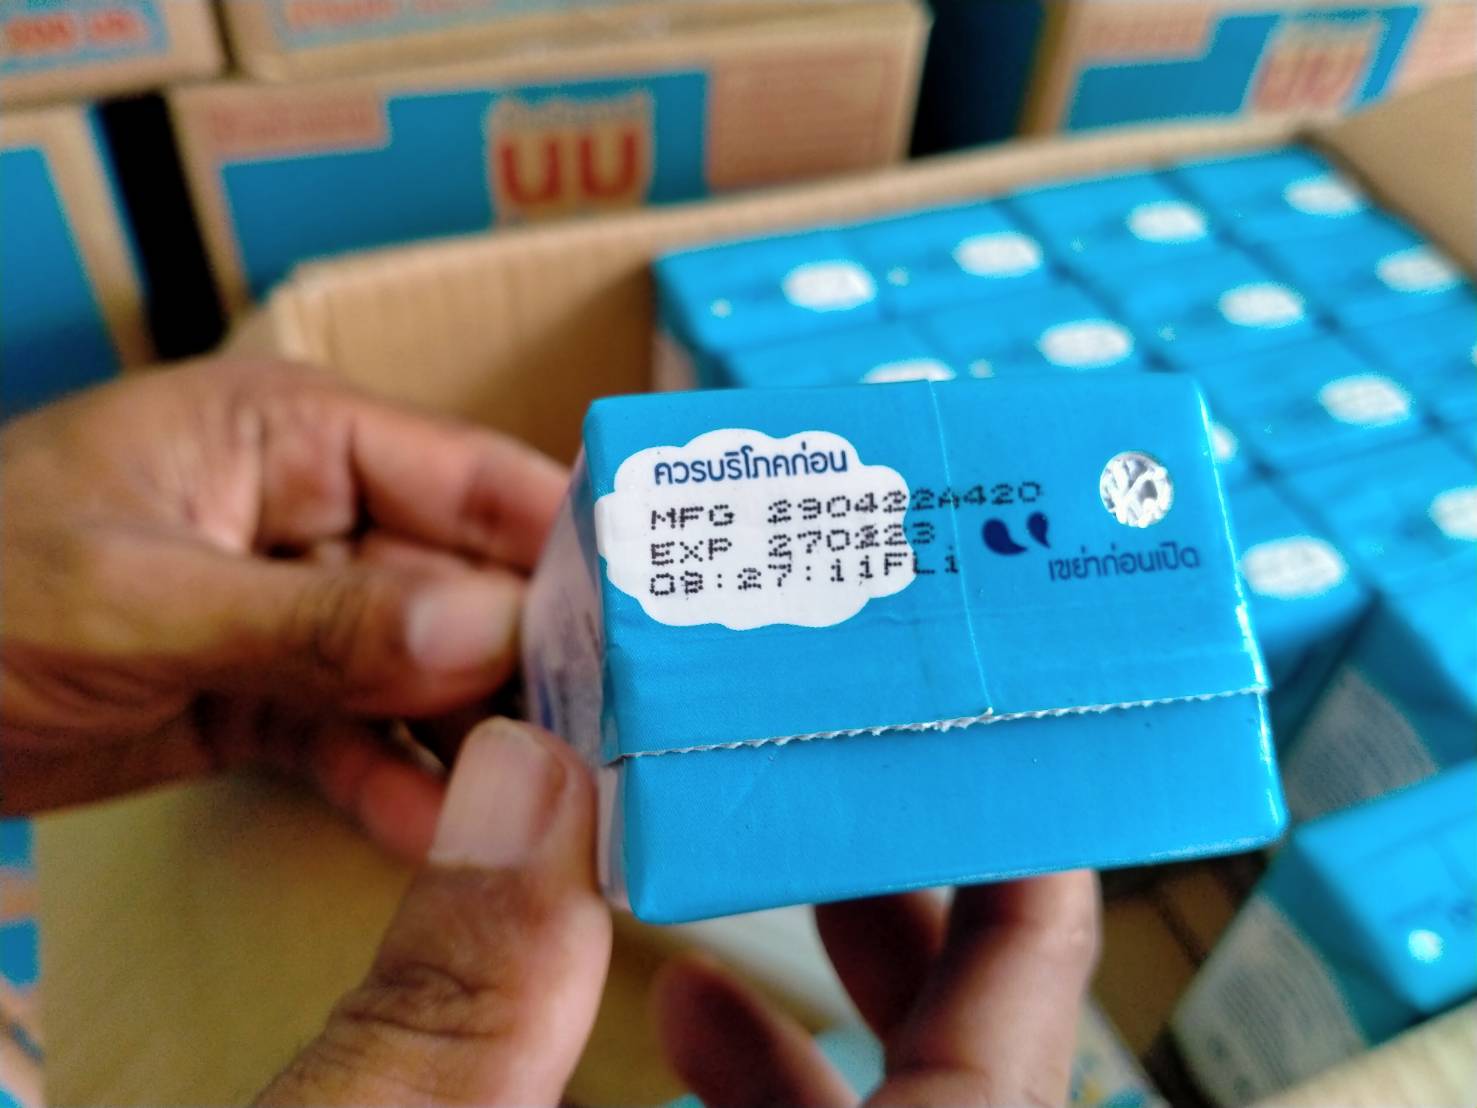 นม
ควรบริโภคก่อน
MFG 290422A420
EXP 270223
08:27:11FL1
เขย่าก่อนเปิด